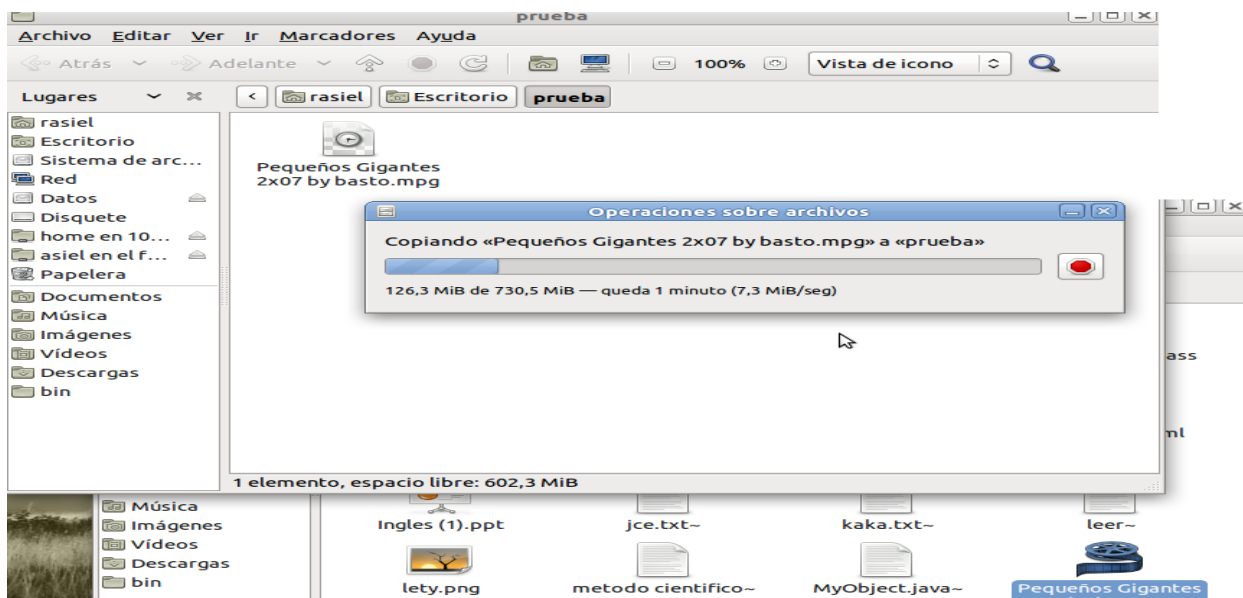 prueba
Archivo Editar Ver Ir Marcadores Ayuda
Atrás Adelante 100% Vista de icono
Lugares rasiel Escritorio prueba
rasiel
Escritorio
Sistema de arc...
Red
Datos
Disquete
home en 10...
asiel en el f...
Papelera
Documentos
Música
Imágenes
Vídeos
Descargas
bin
Pequeños Gigantes
2x07 by basto.mpg
Operaciones sobre archivos
Copiando «Pequeños Gigantes 2x07 by basto.mpg» a «prueba»
126,3 MiB de 730,5 MiB — queda 1 minuto (7,3 MiB/seg)
ass
ml
1 elemento, espacio libre: 602,3 MiB
Música
Imágenes
Vídeos
Descargas
bin
Ingles (1).ppt jce.txt~ kaka.txt~ leer~
lety.png metodo cientifico~ MyObject.java~ Pequeños Gigantes